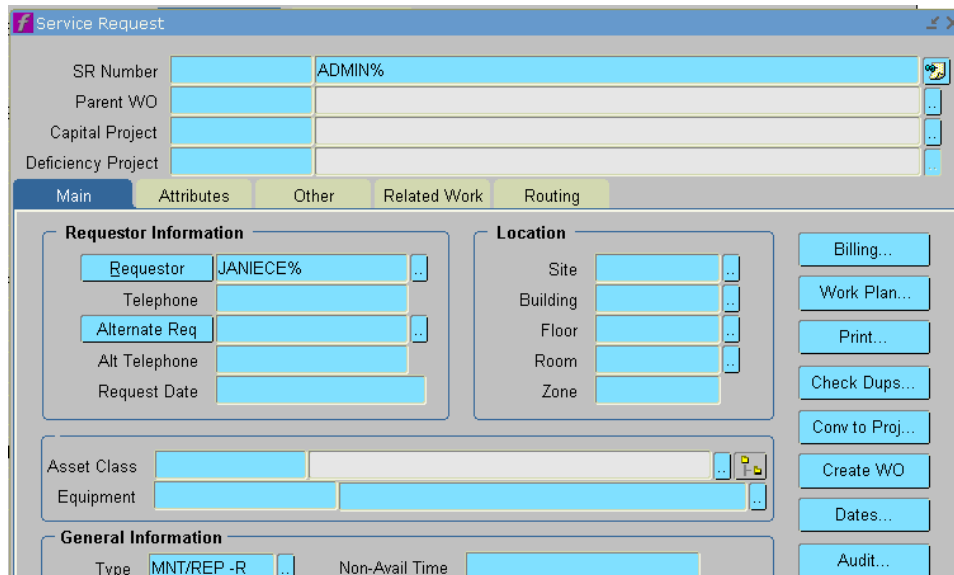 Service Request
SR Number ADMIN%
Parent WO
Capital Project
Deficiency Project
Main Attributes Other Related Work Routing
Requestor Information
Requestor JANIECE%
Telephone
Alternate Req
Alt Telephone
Request Date
Location
Site
Building
Floor
Room
Zone
Billing...
Work Plan...
Print...
Check Dups...
Conv to Proj...
Create WO
Dates...
Audit...
Asset Class
Equipment
General Information
Type MNT/REP -R Non-Avail Time